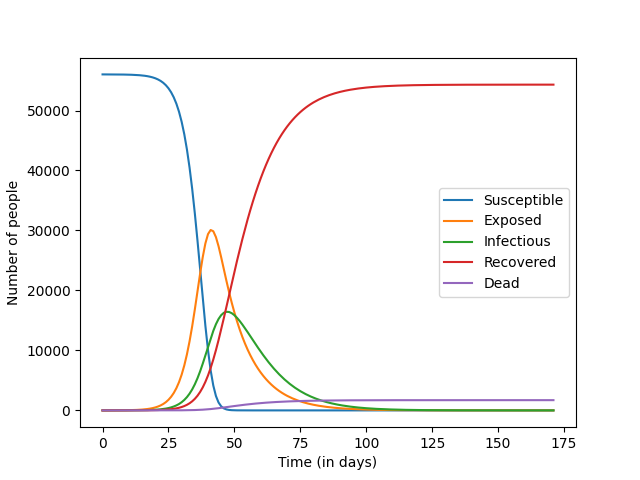 50000
40000
30000
20000
10000
0
Number of people
Susceptible
Exposed
Infectious
Recovered
Dead
0 25 50 75 100 125 150 175
Time (in days)